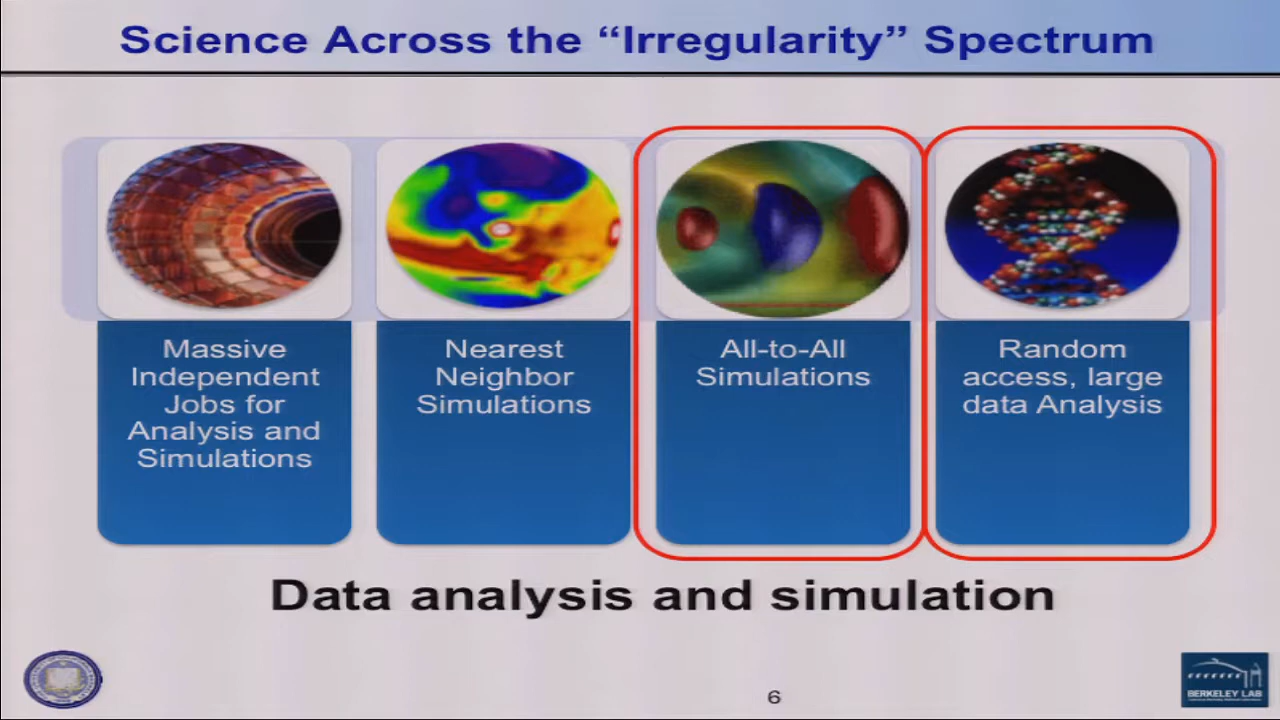 Science Across the “Irregularity” Spectrum
Massive
Independent
Jobs for
Analysis and
Simulations
Nearest
Neighbor
Simulations
All-to-All
Simulations
Random
access, large
data Analysis
Data analysis and simulation
6
BERKELEY LAB